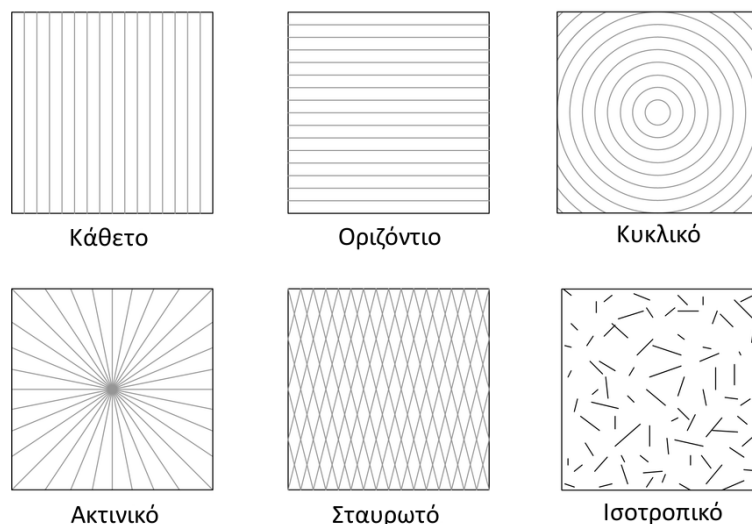 Κάθετο
Οριζόντιο
Κυκλικό
Ακτινικό
Σταυρωτό
Ισοτροπικό